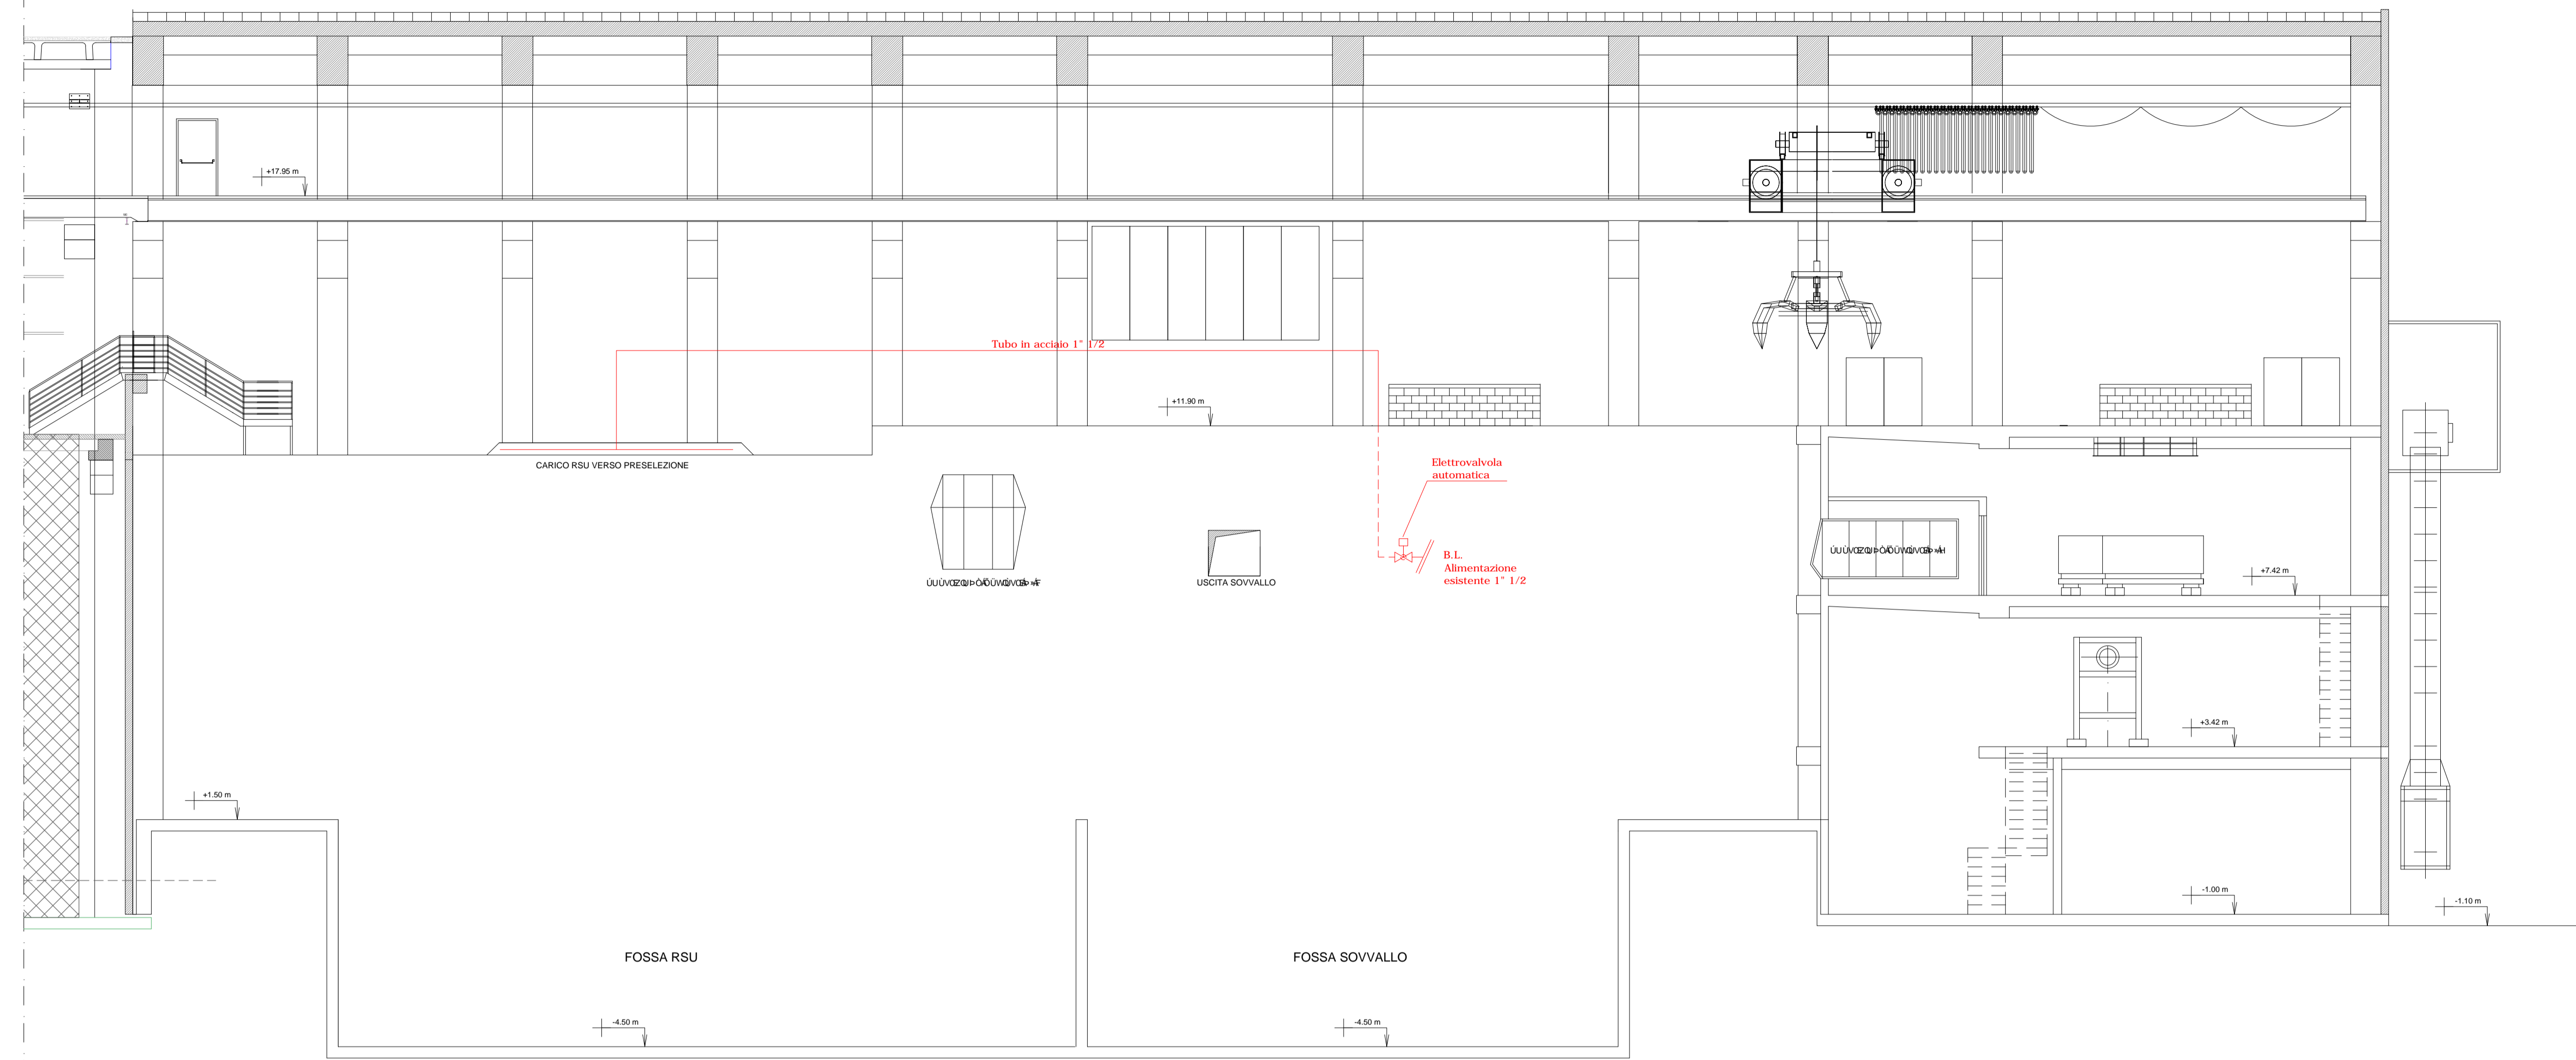 +17.95 m
Tubo in acciaio 1" 1/2
+11.90 m
CARICO RSU VERSO PRESELEZIONE
Elettrovalvola
automatica
B.L.
Alimentazione
esistente 1" 1/2
USCITA SOVVALLO
+7.42 m
+3.42 m
+1.50 m
-1.00 m
-1.10 m
FOSSA RSU
FOSSA SOVVALLO
-4.50 m
-4.50 m